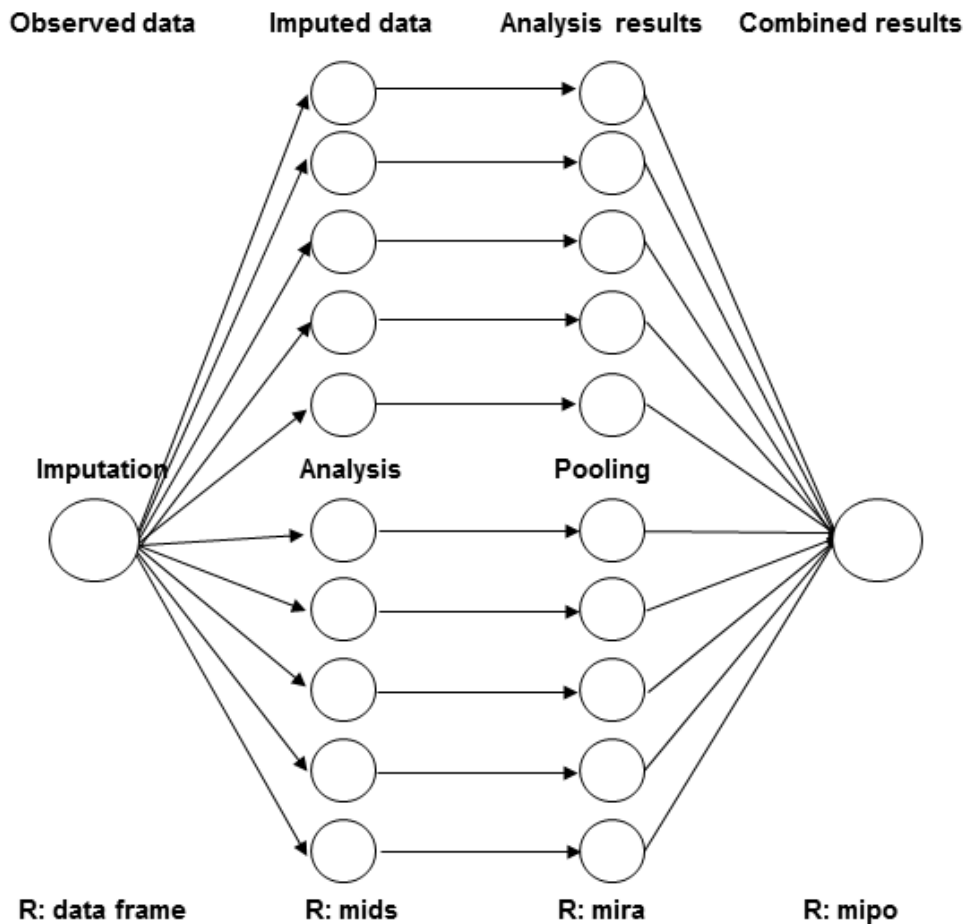 Observed data Imputed data Analysis results Combined results
Imputation Analysis Pooling
R: data frame R: mids R: mira R: mipo